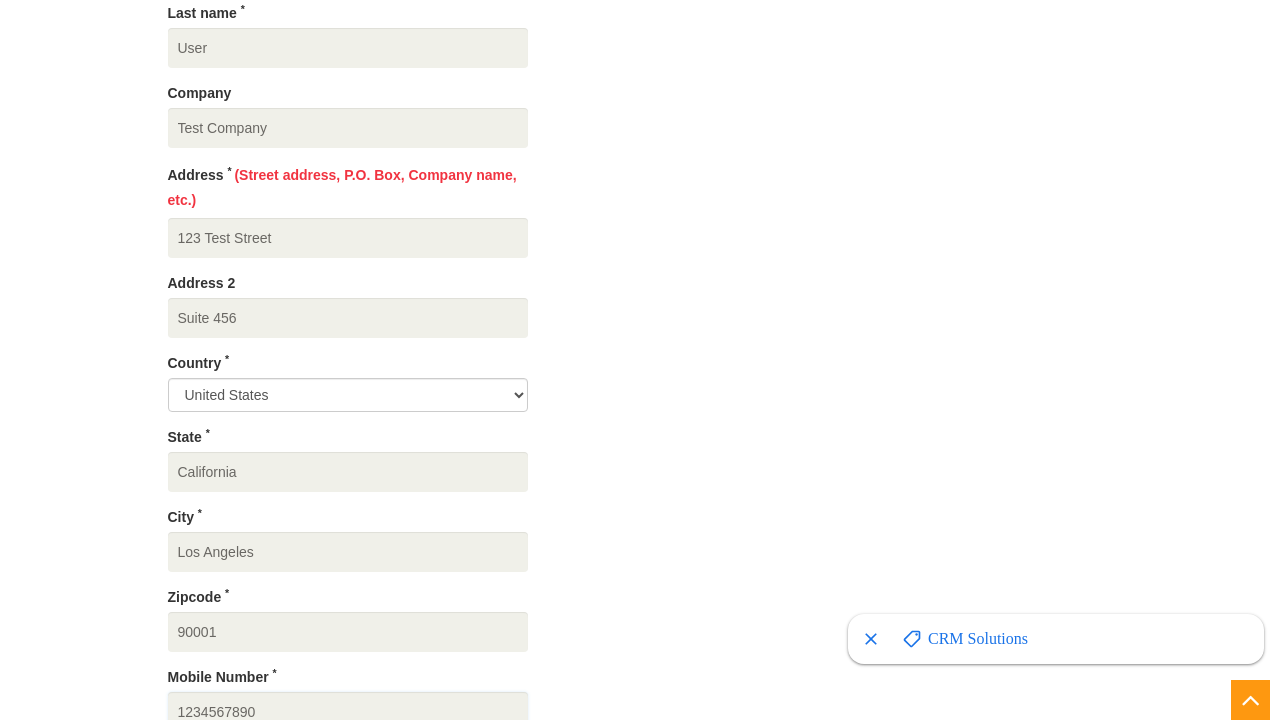 Last name *
User
Company
Test Company
Address * (Street address, P.O. Box, Company name,
etc.)
123 Test Street
Address 2
Suite 456
Country *
United States
State *
California
City *
Los Angeles
Zipcode *
90001
CRM Solutions
Mobile Number *
1234567890